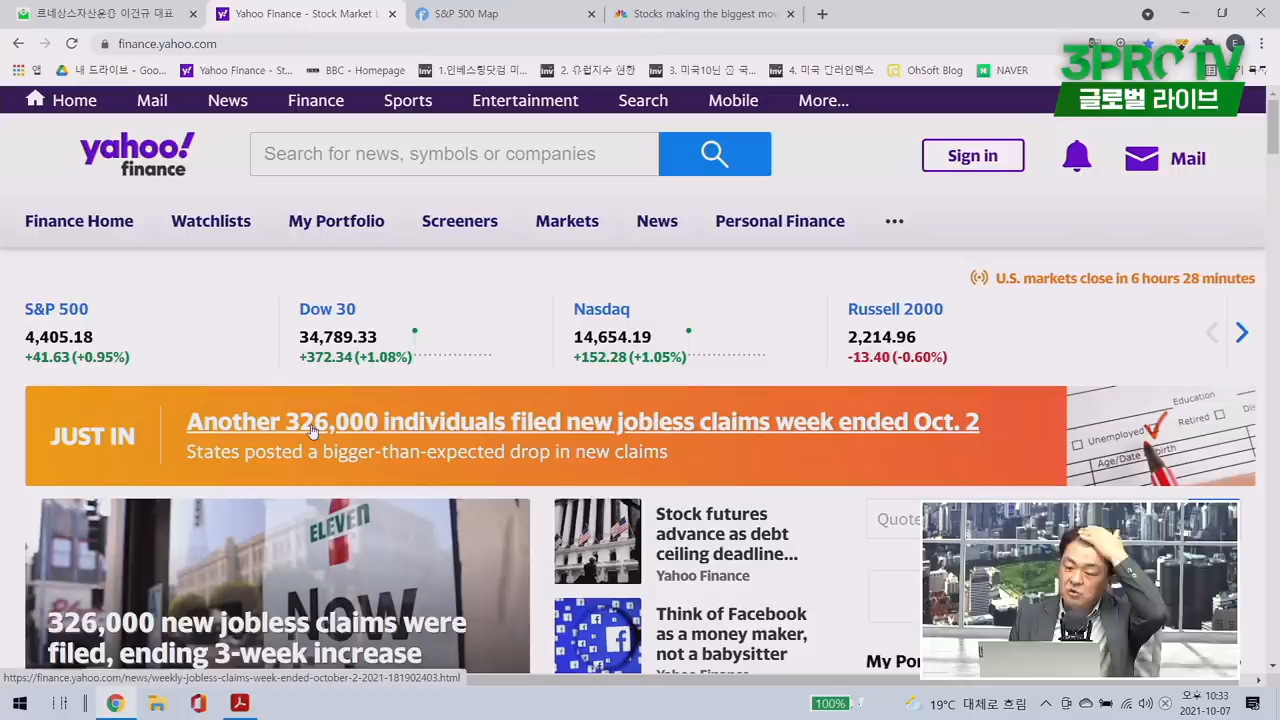 르네상스자산운용 이건규 대표
Yahoo Finance - Stock Market L
S&P 500 Map
Stocks making the biggest mov
finance.yahoo.com
앱
내 드라이브 - Goo...
Yahoo Finance - St...
BBC - Homepage
1.인베스팅닷컴 | ...
2. 유럽지수 현황
3. 미국10년 온 국...
4. 미국 달러인덱스
OhSoft Blog
NAVER
3PROTV
글로벌 라이브
Home
Mail
News
Finance
Sports
Entertainment
Search
Mobile
More...
yahoo!
finance
Search for news, symbols or companies
Sign in
Mail
Finance Home
Watchlists
My Portfolio
Screeners
Markets
News
Personal Finance
U.S. markets close in 6 hours 28 minutes
S&P 500
4,405.18
+41.63 (+0.95%)
Dow 30
34,789.33
+372.34 (+1.08%)
Nasdaq
14,654.19
+152.28 (+1.05%)
Russell 2000
2,214.96
-13.40 (-0.60%)
JUST IN
Another 326,000 individuals filed new jobless claims week ended Oct. 2
States posted a bigger-than-expected drop in new claims
Education
Retired
Unemployed
Age/Date
ELEVEN
NOW
326,000 new jobless claims were
filed, ending 3-week increase
Stock futures
advance as debt
ceiling deadline...
Yahoo Finance
Think of Facebook
as a money maker,
not a babysitter
Yahoo Finance
Quote
My Po
https://finance.yahoo.com/news/weekly-jobless-claims-week-ended-october-2-2021-181902403.html
100%
19°C 대체로 흐림
오후 10:33
2021-10-07